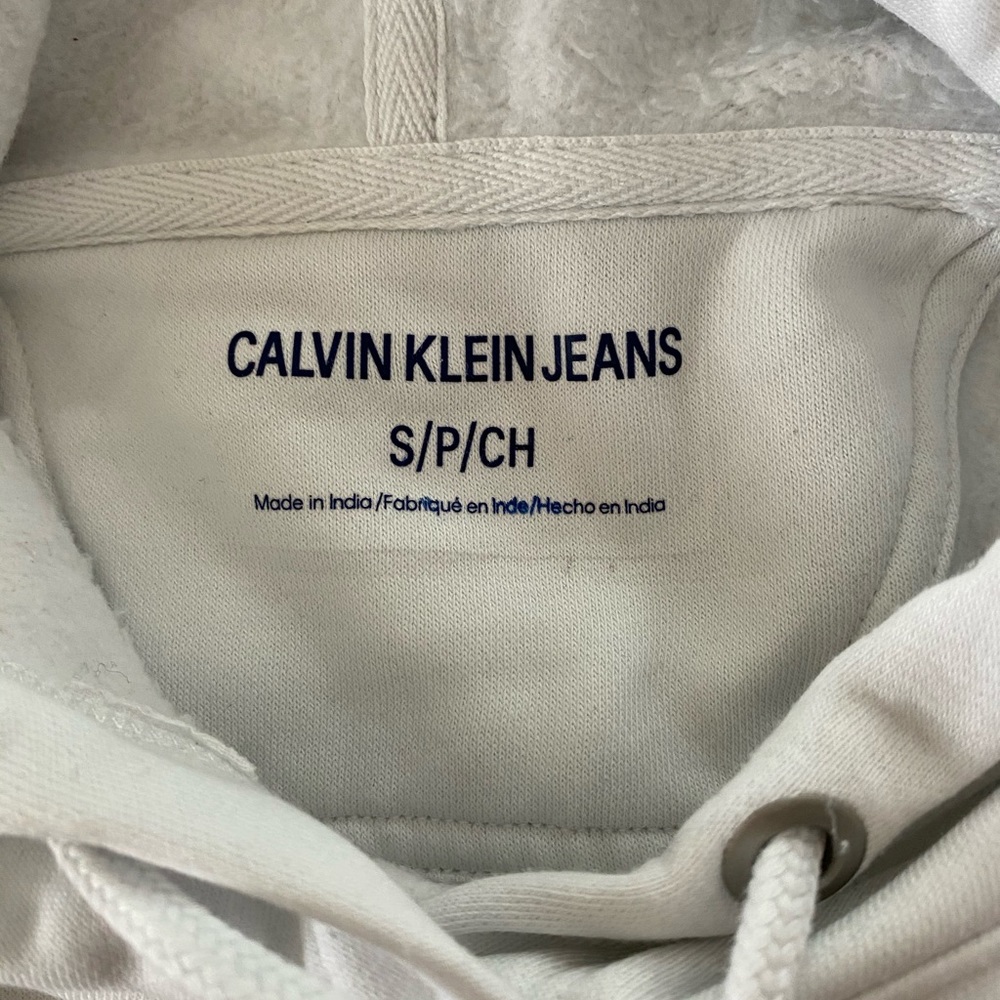 CALVIN KLEIN JEANS
S/P/CH
Made in India/Fabriqué en Inde/Hecho en India